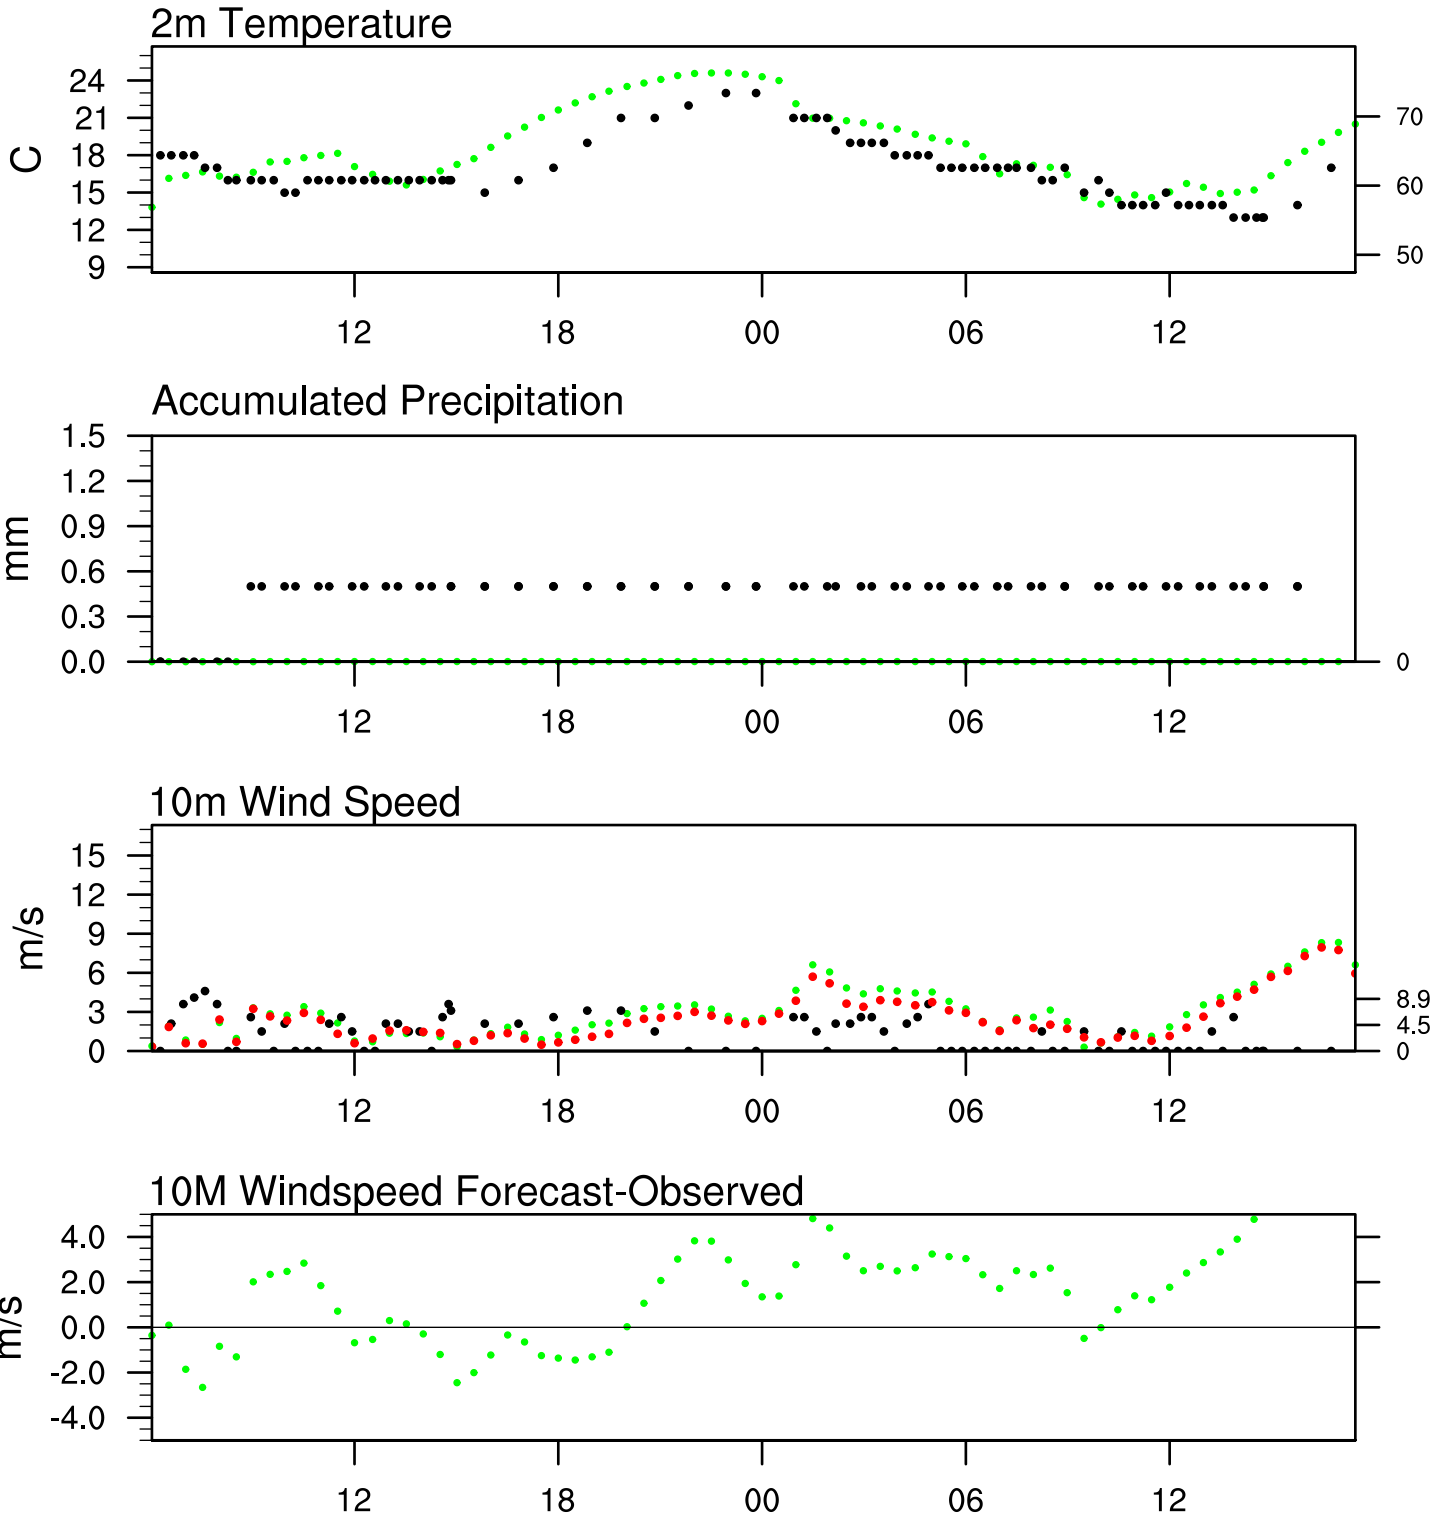 2m Temperature
24
21
18
15
12
9
C
70
60
50
12 18 00 06 12
Accumulated Precipitation
1.5
1.2
0.9
0.6
0.3
0.0
mm
0
12 18 00 06 12
10m Wind Speed
15
12
9
6
3
0
m/s
8.9
4.5
0
12 18 00 06 12
10M Windspeed Forecast-Observed
4.0
2.0
0.0
-2.0
-4.0
m/s
12 18 00 06 12